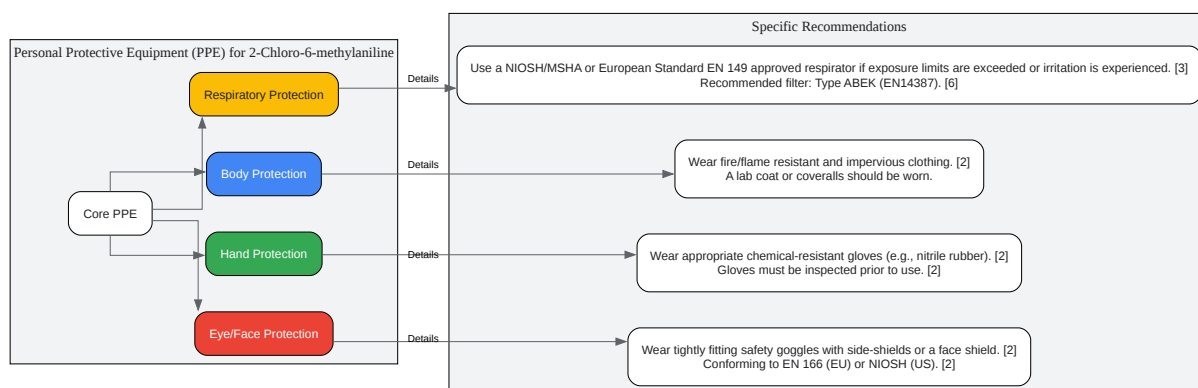 Specific Recommendations
Personal Protective Equipment (PPE) for 2-Chloro-6-methylaniline
Respiratory Protection
Details
Use a NIOSH/MSHA or European Standard EN 149 approved respirator if exposure limits are exceeded or irritation is experienced. [3]
Recommended filter: Type ABEK (EN14387). [6]
Body Protection
Details
Wear fire/flame resistant and impervious clothing. [2]
A lab coat or coveralls should be worn.
Core PPE
Hand Protection
Details
Wear appropriate chemical-resistant gloves (e.g., nitrile rubber). [2]
Gloves must be inspected prior to use. [2]
Eye/Face Protection
Details
Wear tightly fitting safety goggles with side-shields or a face shield. [2]
Conforming to EN 166 (EU) or NIOSH (US). [2]